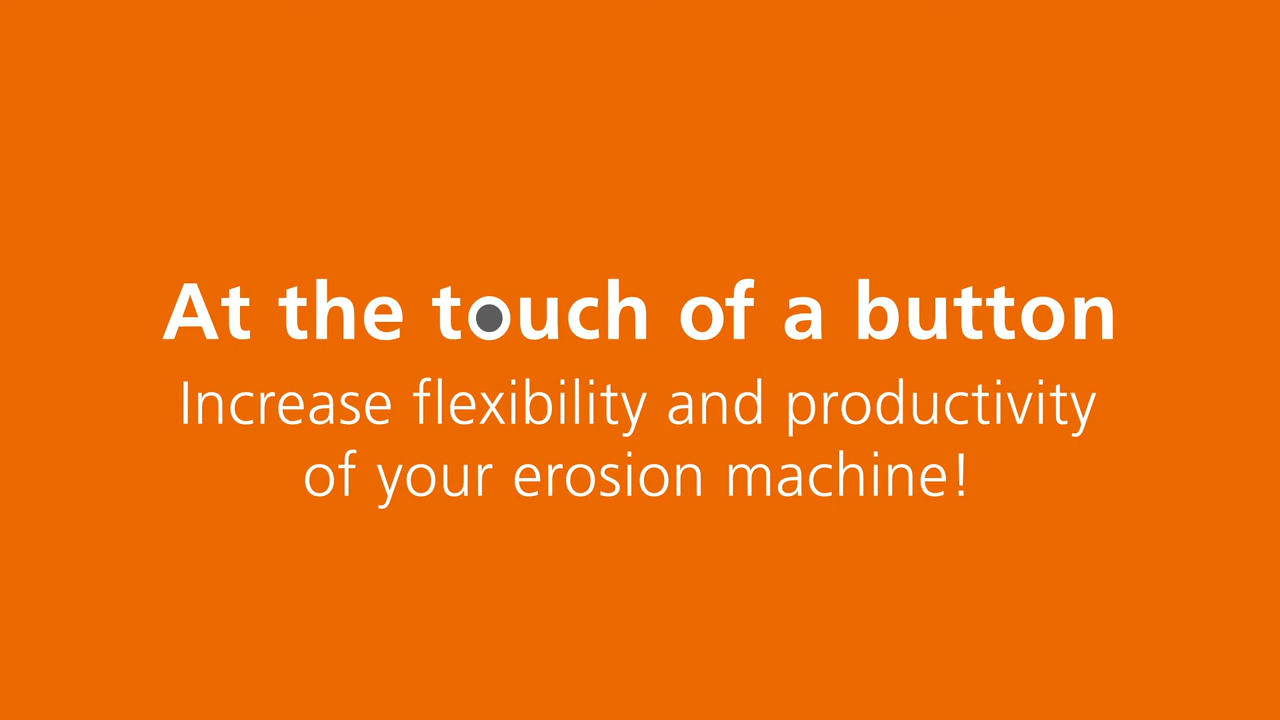 At the touch of a button
Increase flexibility and productivity
of your erosion machine!